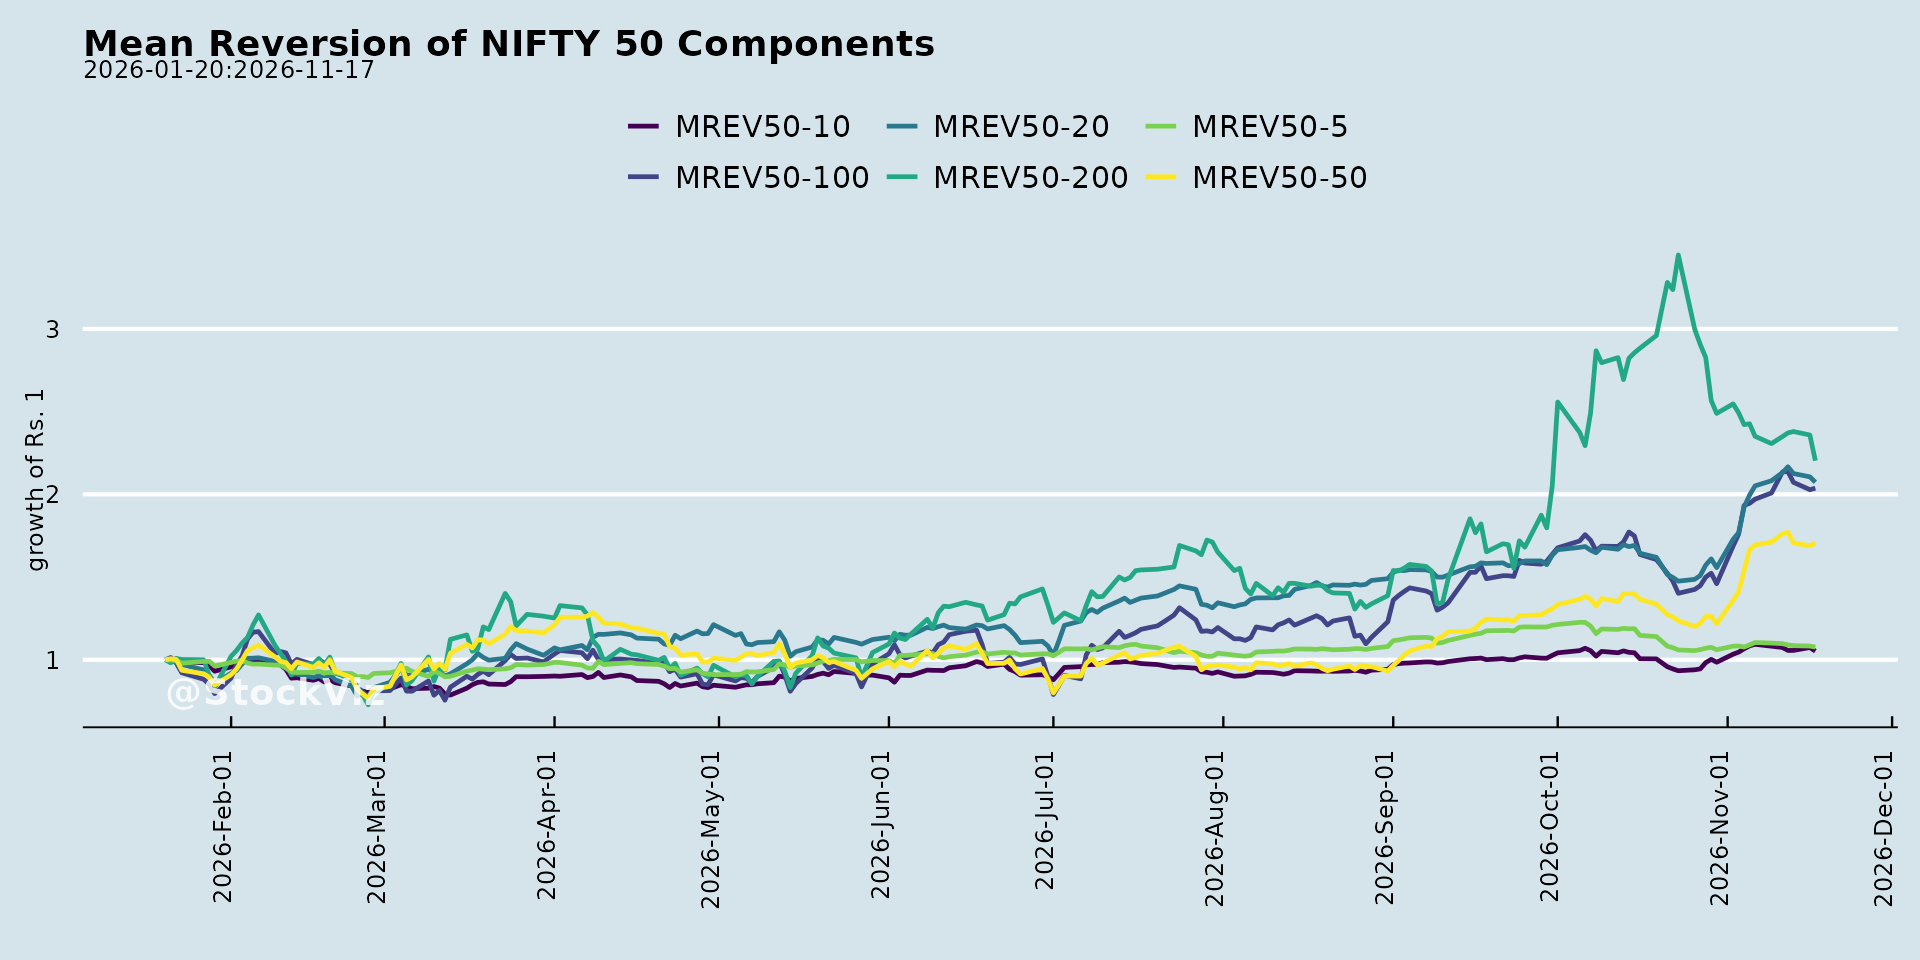 Mean Reversion of NIFTY 50 Components
2026-01-20:2026-11-17
MREV50-10 MREV50-20 MREV50-5
MREV50-100 MREV50-200 MREV50-50
growth of Rs. 1
3
2
1
@StockViz
2026-Feb-01
2026-Mar-01
2026-Apr-01
2026-May-01
2026-Jun-01
2026-Jul-01
2026-Aug-01
2026-Sep-01
2026-Oct-01
2026-Nov-01
2026-Dec-01